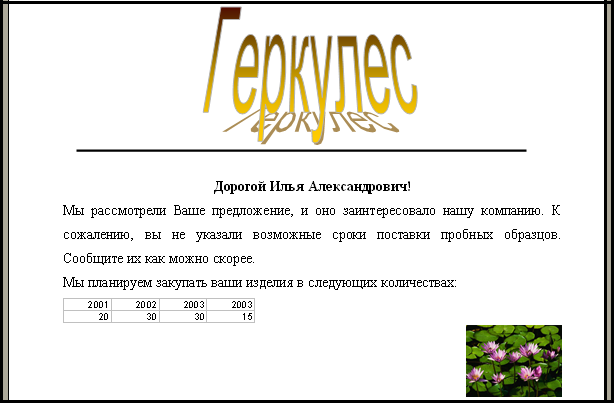 Геркулес
Дорогой Илья Александрович!
Мы рассмотрели Ваше предложение, и оно заинтересовало нашу компанию. К
сожалению, вы не указали возможные сроки поставки пробных образцов.
Сообщите их как можно скорее.
Мы планируем закупать ваши изделия в следующих количествах:
2001 2002 2003 2003
20 30 30 15